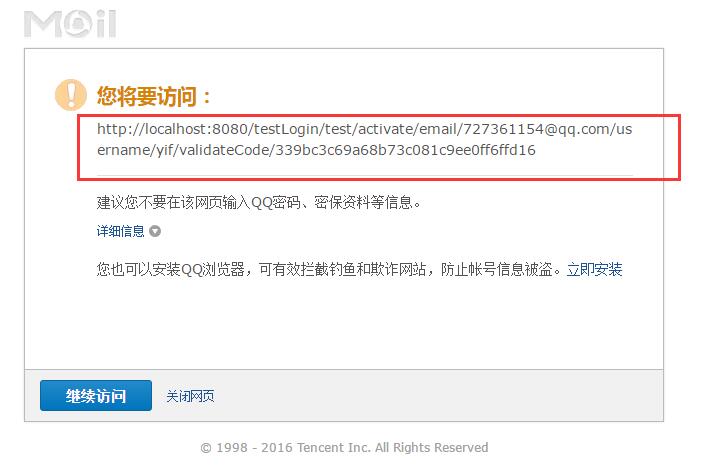 Mail
您将要访问：
http://localhost:8080/testLogin/test/activate/email/727361154@qq.com/us
ername/yif/validateCode/339bc3c69a68b73c081c9ee0ff6ffd16
建议您不要在该网页输入QQ密码、密保资料等信息。
详细信息
您也可以安装QQ浏览器，可有效拦截钓鱼和欺诈网站，防止帐号信息被盗。立即安装
继续访问 关闭网页
© 1998 - 2016 Tencent Inc. All Rights Reserved